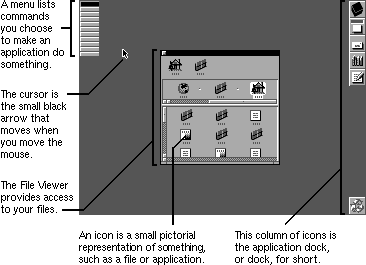 A menu lists
commands
you choose
to make an
application do
something.
The cursor is
the small black
arrow that
moves when
you move the
mouse.
The File Viewer
provides access
to your files.
An icon is a small pictorial
representation of something,
such as a file or application.
This column of icons is
the application dock,
or dock, for short.